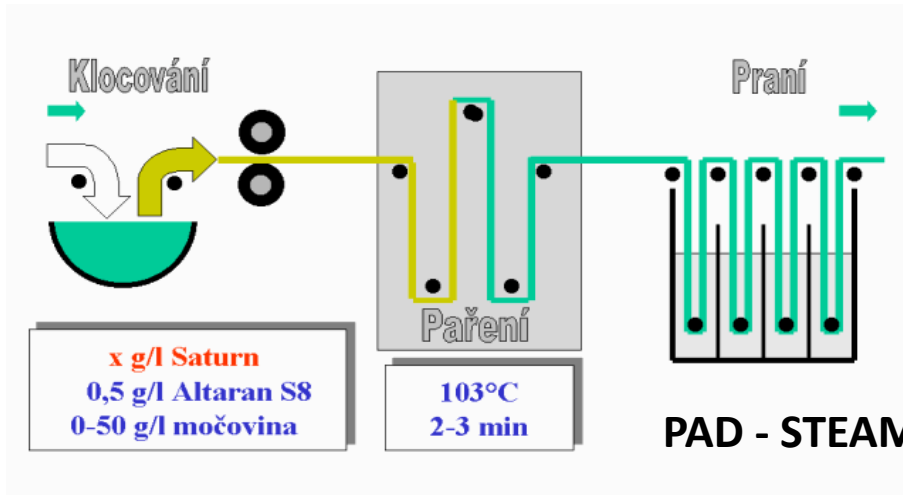 Klocování
Praní
Paření
x g/l Saturn
0,5 g/l Altaran S8
0-50 g/l močovina
103°C
2-3 min
PAD - STEAM